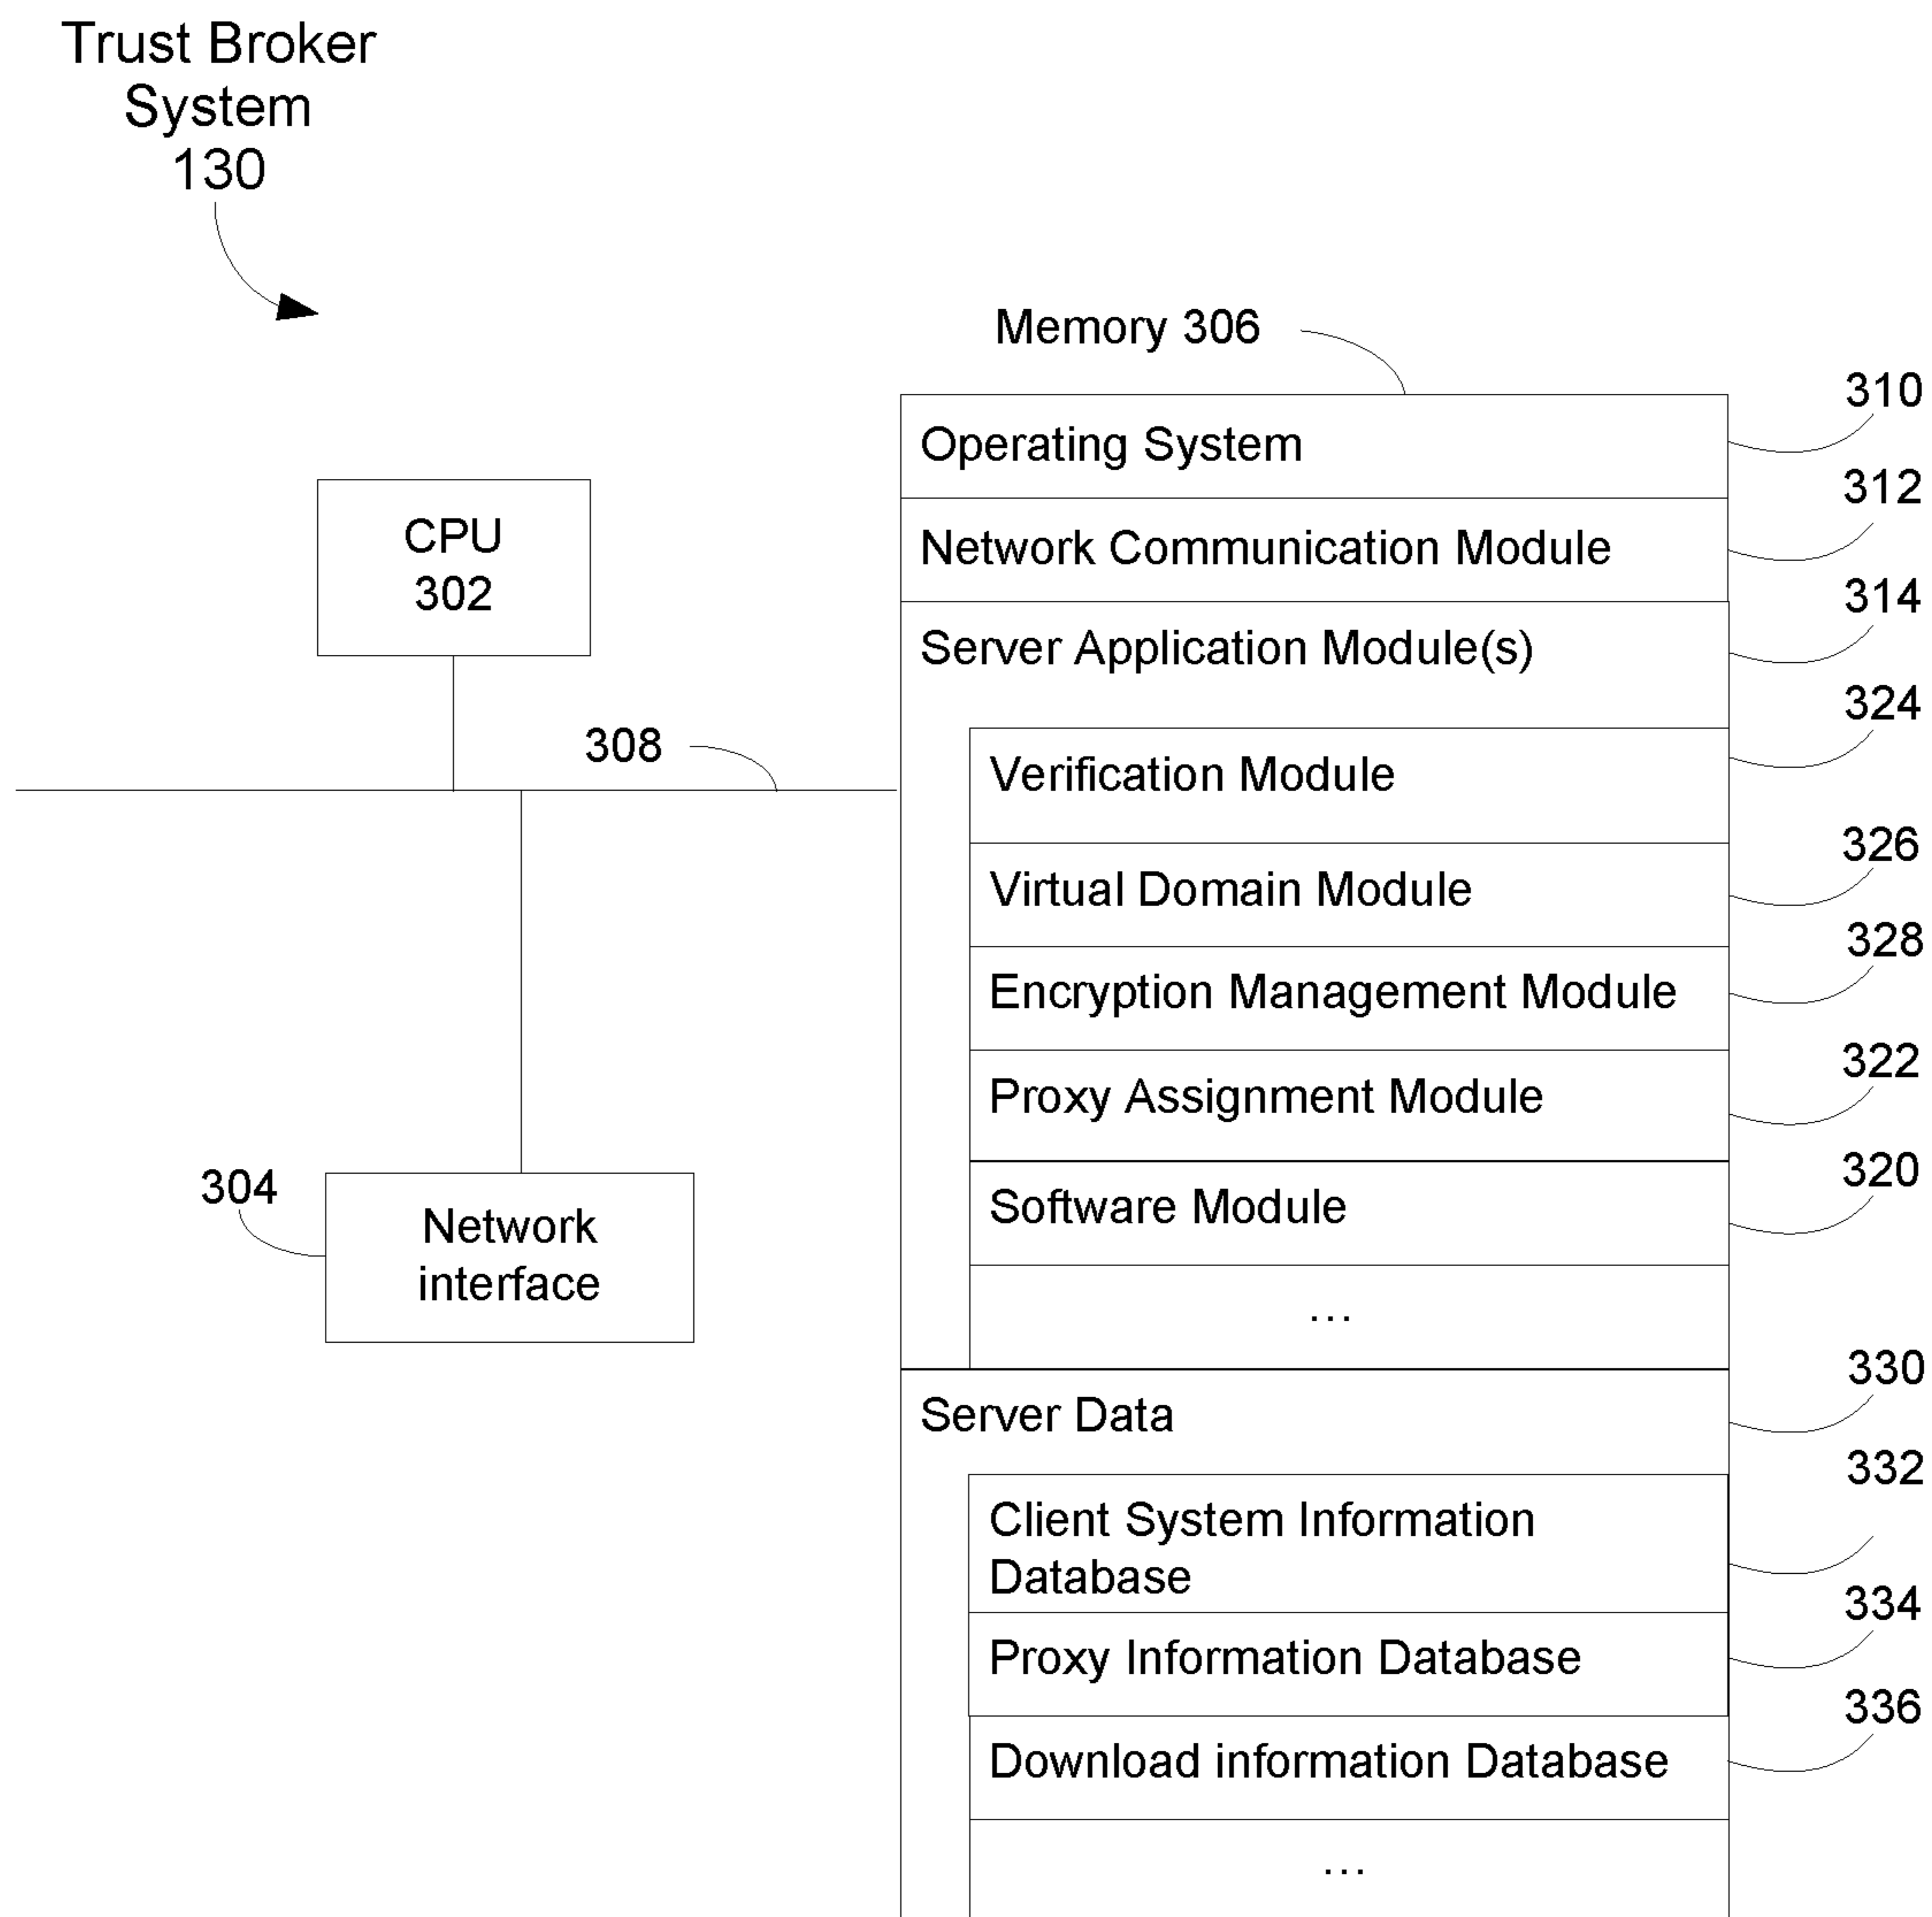 Trust Broker
System
130
Memory 306
310
Operating System
312
CPU
302
Network Communication Module
314
Server Application Module(s)
324
308
Verification Module
326
Virtual Domain Module
328
Encryption Management Module
322
Proxy Assignment Module
320
304
Software Module
Network
interface
...
330
Server Data
332
Client System Information
Database
334
Proxy Information Database
336
Download information Database
...